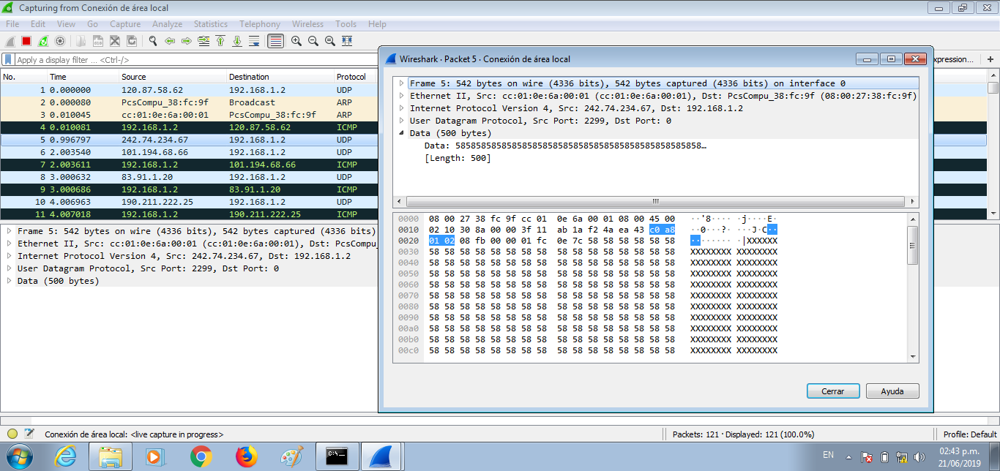 Capturing from Conexión de área local
File Edit View Go Capture Analyze Statistics Telephony Wireless Tools Help
Apply a display filter ... <Ctrl-/>
xpression... +
No. Time Source Destination Protocol
1 0.000000 120.87.58.62 192.168.1.2 UDP
2 0.000080 PcsCompu_38:fc:9f Broadcast ARP
3 0.010045 cc:01:0e:6a:00:01 PcsCompu_38:fc:9f ARP
4 0.010081 192.168.1.2 120.87.58.62 ICMP
5 0.996797 242.74.234.67 192.168.1.2 UDP
6 2.003540 101.194.68.66 192.168.1.2 UDP
7 2.003611 192.168.1.2 101.194.68.66 ICMP
8 3.000632 83.91.1.20 192.168.1.2 UDP
9 3.000686 192.168.1.2 83.91.1.20 ICMP
10 4.006963 190.211.222.25 192.168.1.2 UDP
11 4.007018 192.168.1.2 190.211.222.25 ICMP
Frame 5: 542 bytes on wire (4336 bits), 542 bytes captured (4336 bits)
Ethernet II, Src: cc:01:0e:6a:00:01 (cc:01:0e:6a:00:01), Dst: PcsCompu_
Internet Protocol Version 4, Src: 242.74.234.67, Dst: 192.168.1.2
User Datagram Protocol, Src Port: 2299, Dst Port: 0
Data (500 bytes)
Wireshark · Packet 5 · Conexión de área local
Frame 5: 542 bytes on wire (4336 bits), 542 bytes captured (4336 bits) on interface 0
Ethernet II, Src: cc:01:0e:6a:00:01 (cc:01:0e:6a:00:01), Dst: PcsCompu_38:fc:9f (08:00:27:38:fc:9f)
Internet Protocol Version 4, Src: 242.74.234.67, Dst: 192.168.1.2
User Datagram Protocol, Src Port: 2299, Dst Port: 0
Data (500 bytes)
Data: 585858585858585858585858585858585858585858585858…
[Length: 500]
0000 08 00 27 38 fc 9f cc 01 0e 6a 00 01 08 00 45 00 ··'8···· ·j····E·
0010 02 10 30 8a 00 00 3f 11 ab 1a f2 4a ea 43 c0 a8 ··0···?· ···J·C··
0020 01 02 08 fb 00 00 01 fc 0e 7c 58 58 58 58 58 58 ········ ·|XXXXXX
0030 58 58 58 58 58 58 58 58 58 58 58 58 58 58 58 58 XXXXXXXX XXXXXXXX
0040 58 58 58 58 58 58 58 58 58 58 58 58 58 58 58 58 XXXXXXXX XXXXXXXX
0050 58 58 58 58 58 58 58 58 58 58 58 58 58 58 58 58 XXXXXXXX XXXXXXXX
0060 58 58 58 58 58 58 58 58 58 58 58 58 58 58 58 58 XXXXXXXX XXXXXXXX
0070 58 58 58 58 58 58 58 58 58 58 58 58 58 58 58 58 XXXXXXXX XXXXXXXX
0080 58 58 58 58 58 58 58 58 58 58 58 58 58 58 58 58 XXXXXXXX XXXXXXXX
0090 58 58 58 58 58 58 58 58 58 58 58 58 58 58 58 58 XXXXXXXX XXXXXXXX
00a0 58 58 58 58 58 58 58 58 58 58 58 58 58 58 58 58 XXXXXXXX XXXXXXXX
00b0 58 58 58 58 58 58 58 58 58 58 58 58 58 58 58 58 XXXXXXXX XXXXXXXX
00c0 58 58 58 58 58 58 58 58 58 58 58 58 58 58 58 58 XXXXXXXX XXXXXXXX
Cerrar Ayuda
Conexión de área local: <live capture in progress>
Packets: 121 · Displayed: 121 (100.0%)
Profile: Default
C:\
EN
02:43 p.m.
21/06/2019